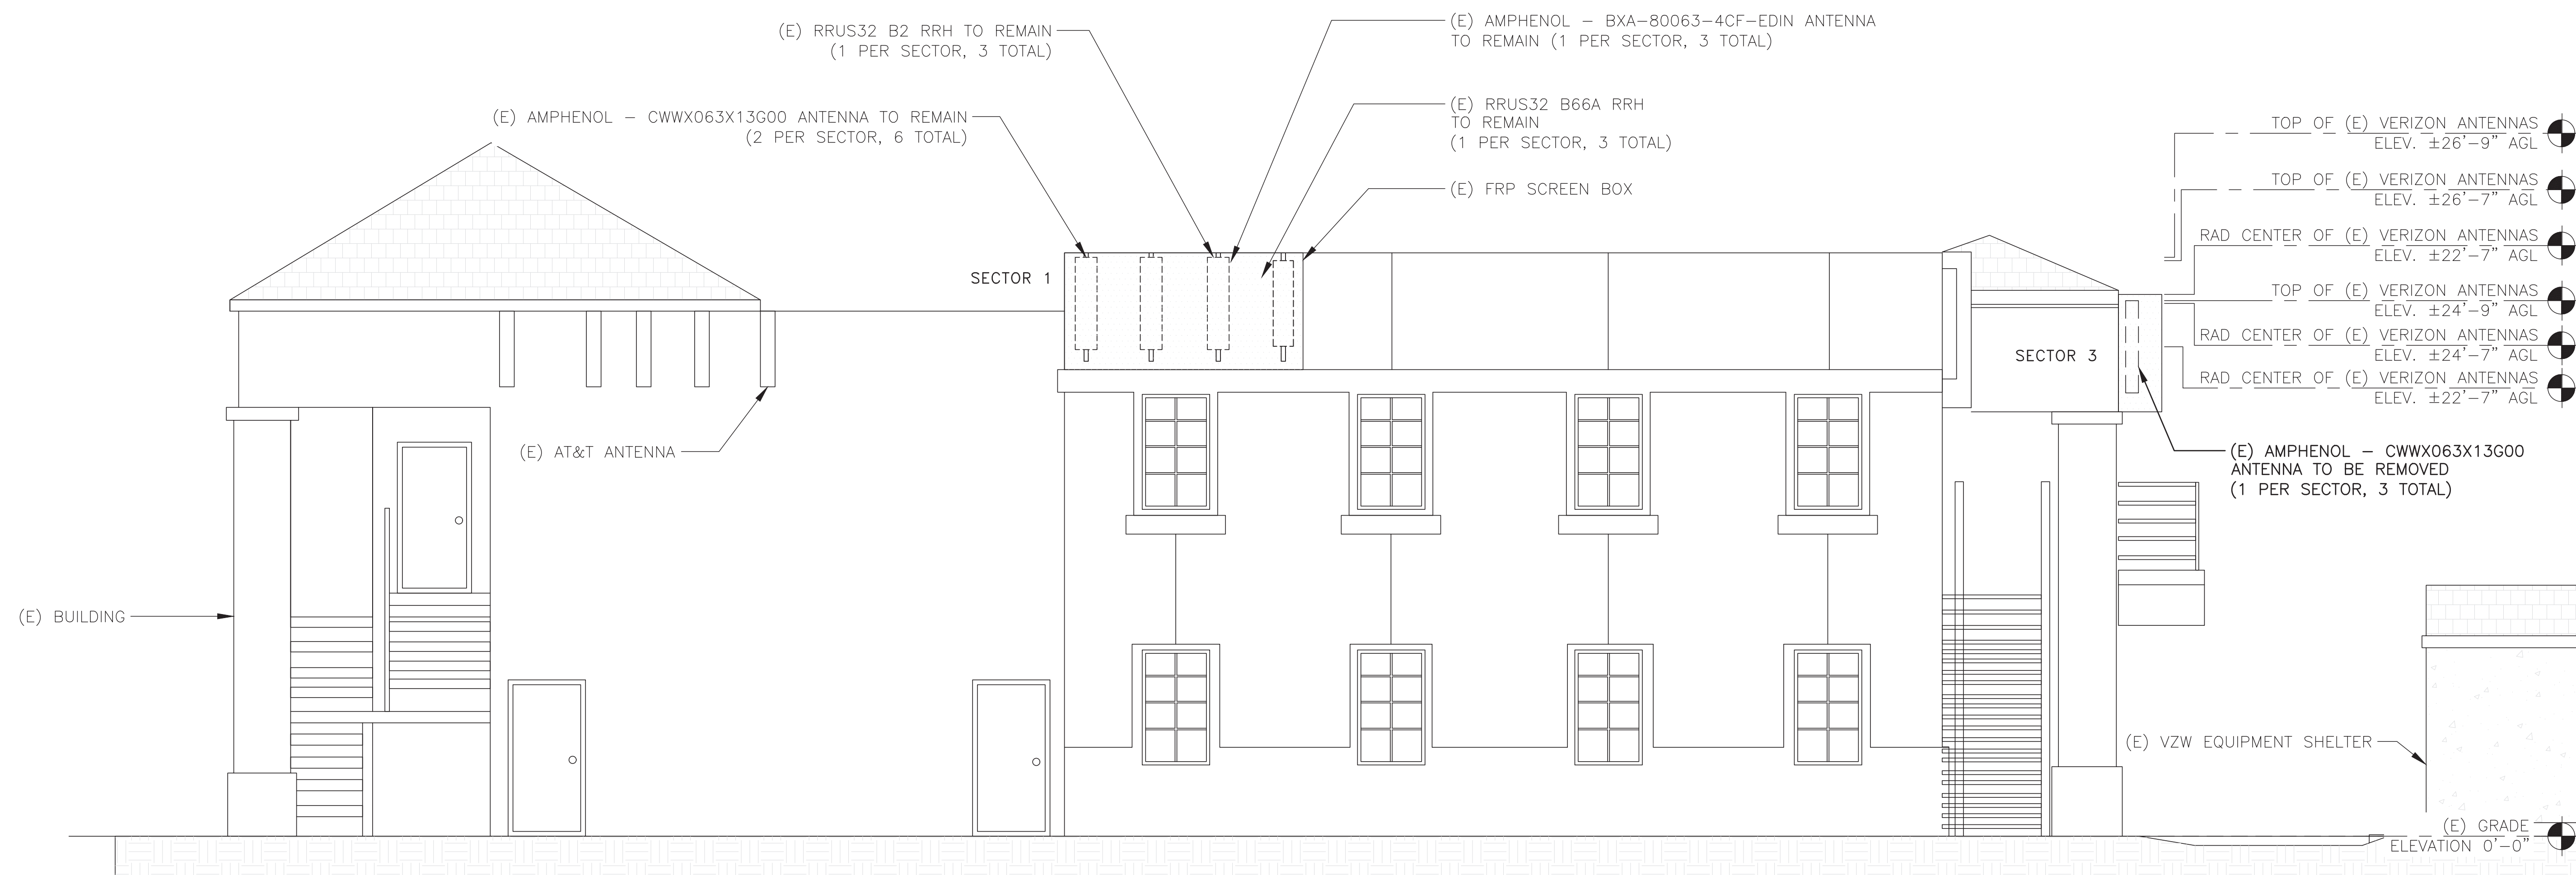 (E) RRUS32 B2 RRH TO REMAIN
(1 PER SECTOR, 3 TOTAL)
(E) AMPHENOL – BXA–80063–4CF–EDIN ANTENNA
TO REMAIN (1 PER SECTOR, 3 TOTAL)
(E) AMPHENOL – CWWX063X13G00 ANTENNA TO REMAIN
(2 PER SECTOR, 6 TOTAL)
(E) RRUS32 B66A RRH
TO REMAIN
(1 PER SECTOR, 3 TOTAL)
(E) FRP SCREEN BOX
TOP OF (E) VERIZON ANTENNAS
ELEV. ±26'–9" AGL
TOP OF (E) VERIZON ANTENNAS
ELEV. ±26'–7" AGL
RAD CENTER OF (E) VERIZON ANTENNAS
ELEV. ±22'–7" AGL
TOP OF (E) VERIZON ANTENNAS
ELEV. ±24'–9" AGL
RAD CENTER OF (E) VERIZON ANTENNAS
ELEV. ±24'–7" AGL
RAD CENTER OF (E) VERIZON ANTENNAS
ELEV. ±22'–7" AGL
SECTOR 1
SECTOR 3
(E) AT&T ANTENNA
(E) AMPHENOL – CWWX063X13G00
ANTENNA TO BE REMOVED
(1 PER SECTOR, 3 TOTAL)
(E) BUILDING
(E) VZW EQUIPMENT SHELTER
(E) GRADE
ELEVATION 0'–0"